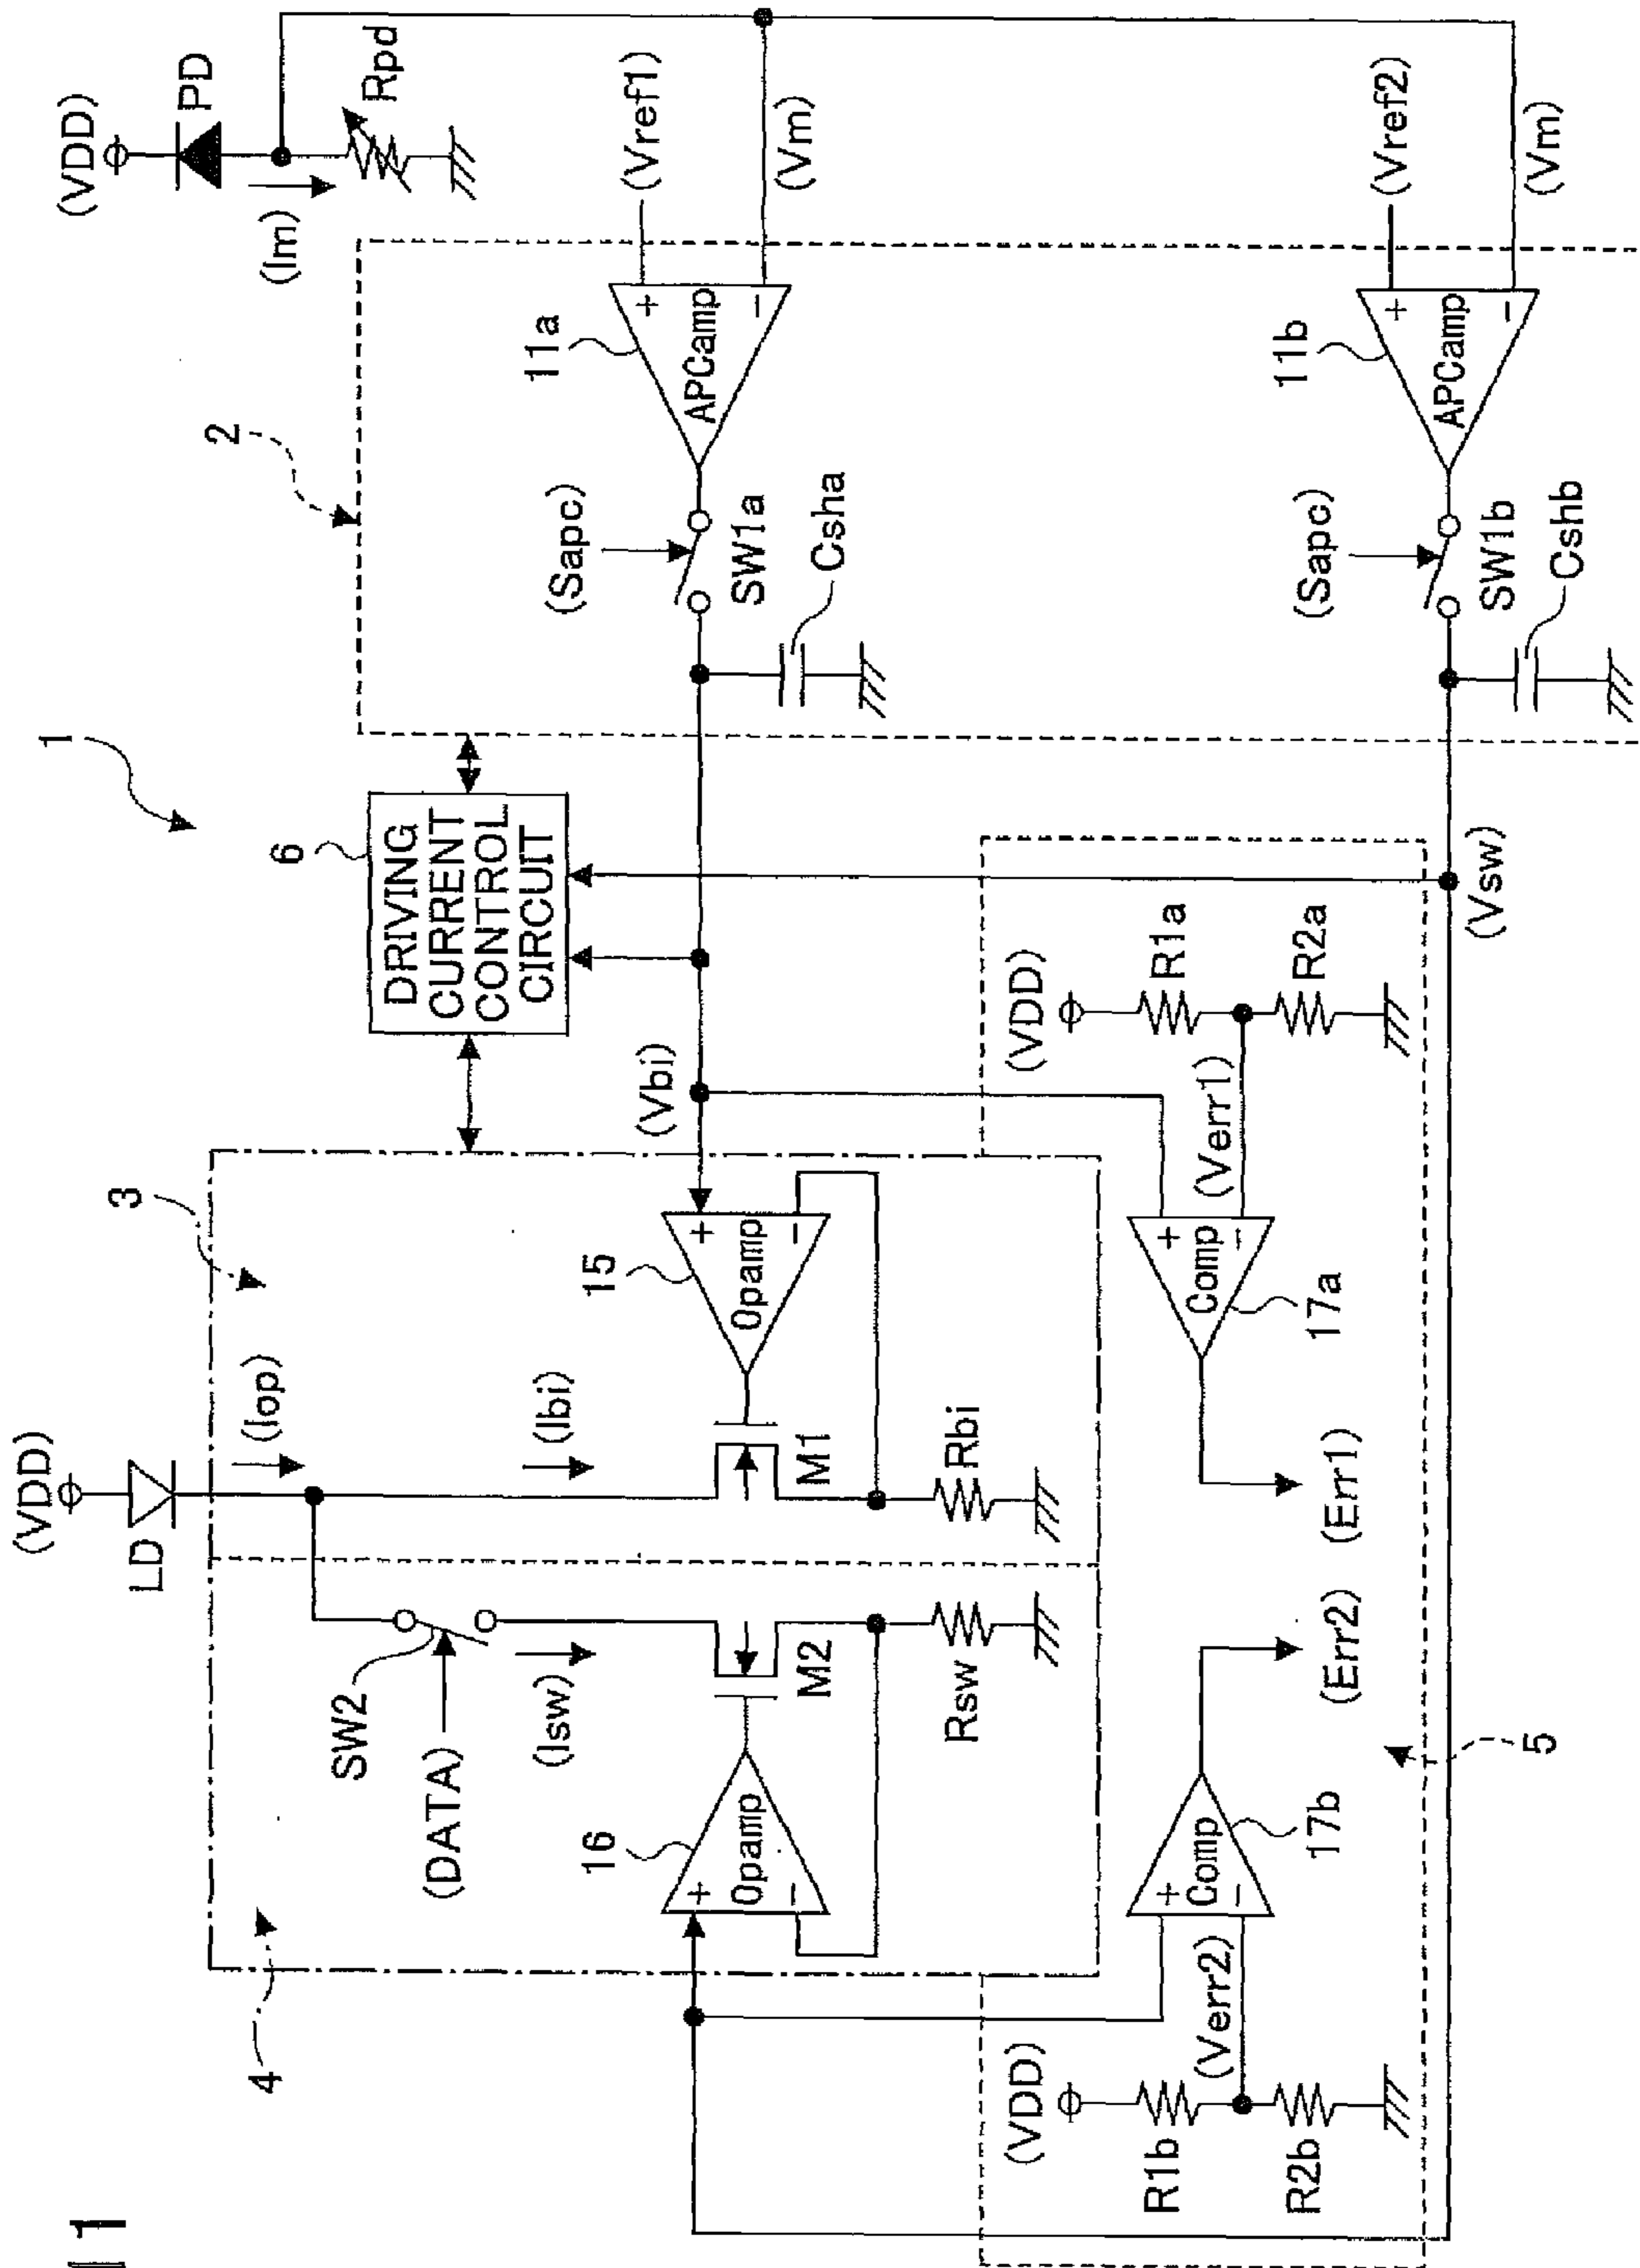 1
1
(VDD)
PD
(Im)
Rpd
2
(Vref1)
(Vm)
11a
APCamp
+
−
(Sapc)
SW1a
Csha
(Vref2)
(Vm)
11b
APCamp
+
−
(Sapc)
SW1b
Cshb
6
DRIVING
CURRENT
CONTROL
CIRCUIT
(Vbi)
(Vsw)
3
(VDD)
LD
(Iop)
(Ibi)
15
Opamp
+
−
M1
Rbi
4
SW2
(DATA)
(Isw)
16
Opamp
+
−
M2
Rsw
(VDD)
R1a
R2a
(Verr1)
+
−
Comp
17a
(Err1)
(VDD)
R1b
R2b
(Verr2)
+
−
Comp
17b
(Err2)
5